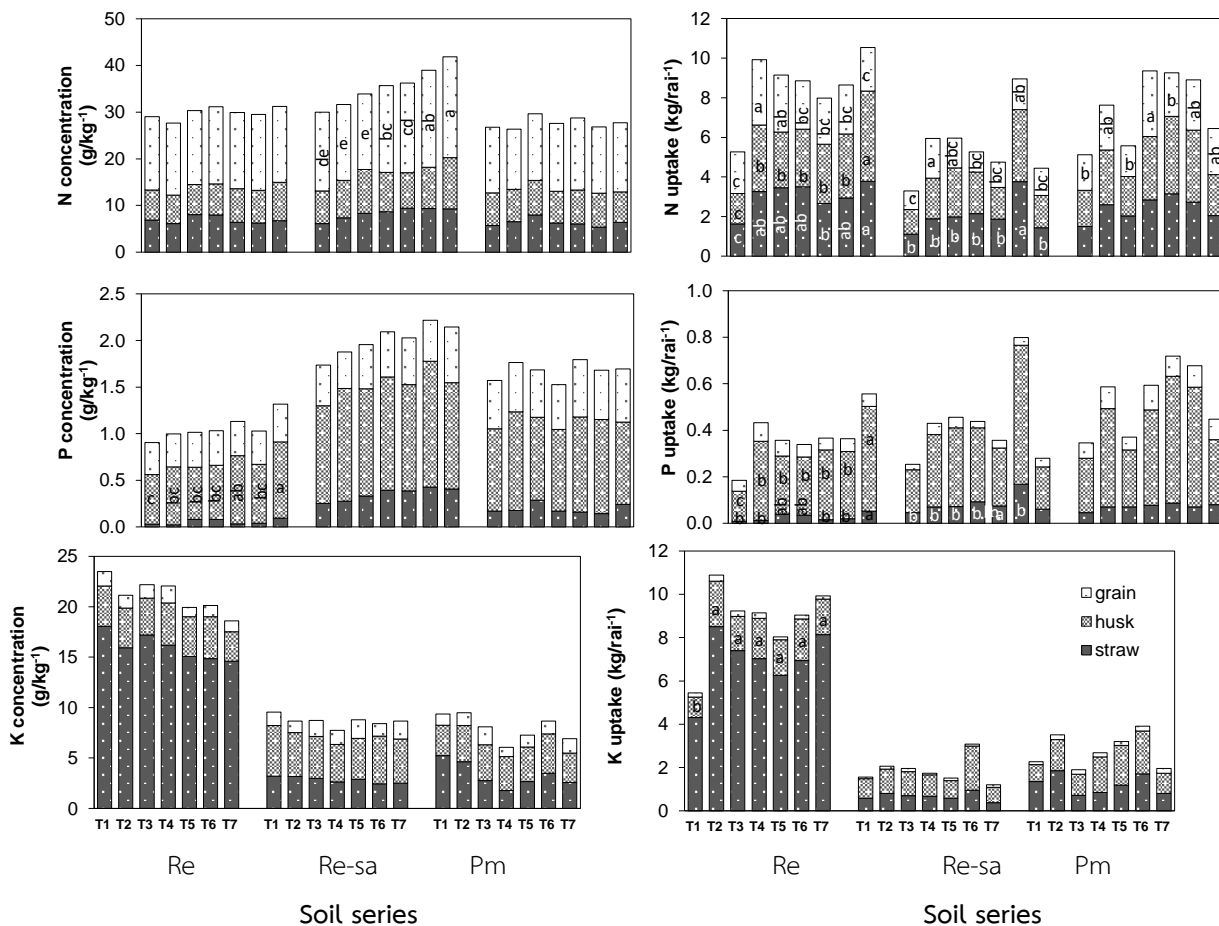 N concentration
(g/kg⁻¹)
50
40
30
20
10
0
de
e
e
bc
cd
ab
a
N uptake (kg/rai⁻¹)
12
10
8
6
4
2
0
c
a
ab
bc
bc
bc
c
c
b
b
b
b
b
a
c
ab
ab
ab
b
ab
a
a
abc
bc
bc
ab
bc
b
b
b
b
b
a
b
b
ab
a
b
ab
ab
P concentration
(g/kg⁻¹)
2.5
2.0
1.5
1.0
0.5
0.0
c
bc
bc
bc
ab
bc
a
P uptake (kg/rai⁻¹)
1.0
0.8
0.6
0.4
0.2
0.0
c
b
b
b
b
b
a
b
b
ab
ab
b
b
a
b
b
b
b
a
b
K concentration
(g/kg⁻¹)
25
20
15
10
5
0
T1 T2 T3 T4 T5 T6 T7 T1 T2 T3 T4 T5 T6 T7 T1 T2 T3 T4 T5 T6 T7
Re Re-sa Pm
Soil series
K uptake (kg/rai⁻¹)
12
10
8
6
4
2
0
b
a
a
a
a
a
a
grain
husk
straw
T1 T2 T3 T4 T5 T6 T7 T1 T2 T3 T4 T5 T6 T7 T1 T2 T3 T4 T5 T6 T7
Re Re-sa Pm
Soil series